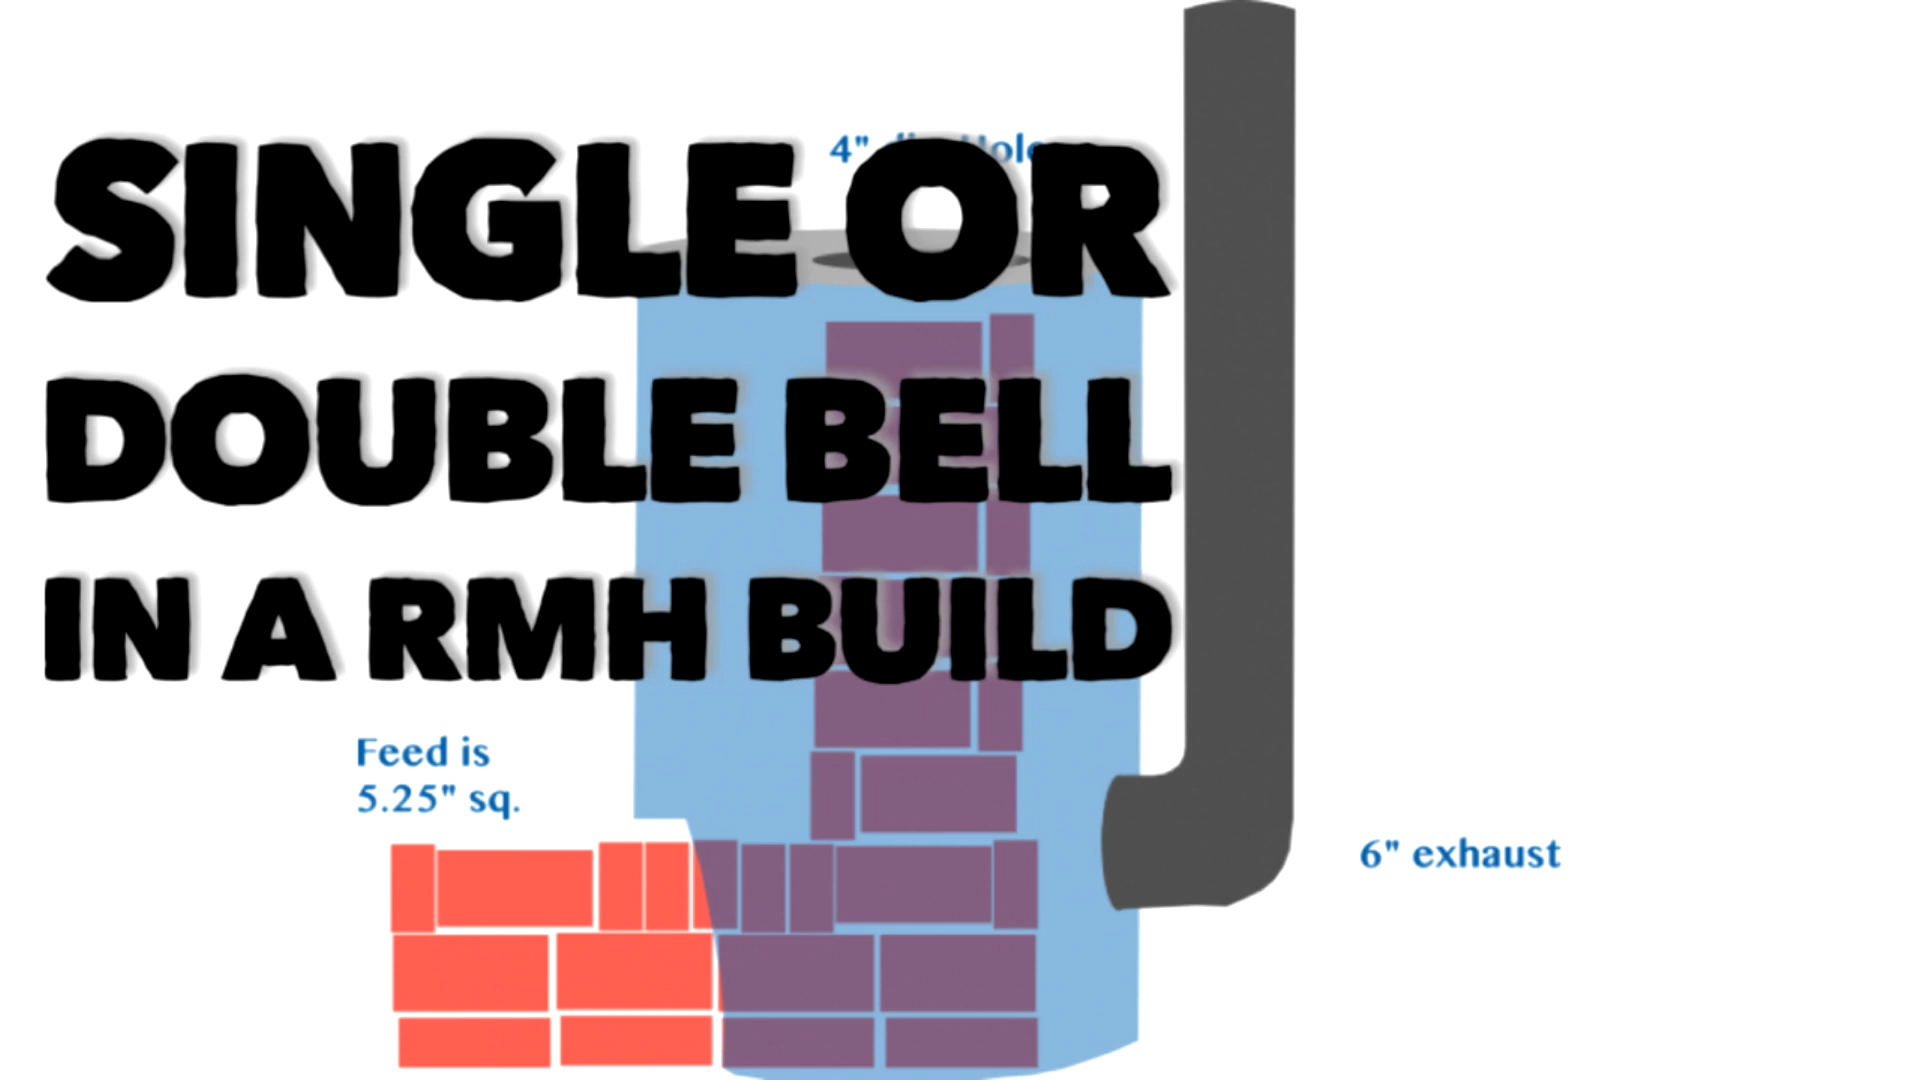 4"
SINGLE OR
DOUBLE BELL
IN A RMH BUILD
Feed is
5.25" sq.
6" exhaust